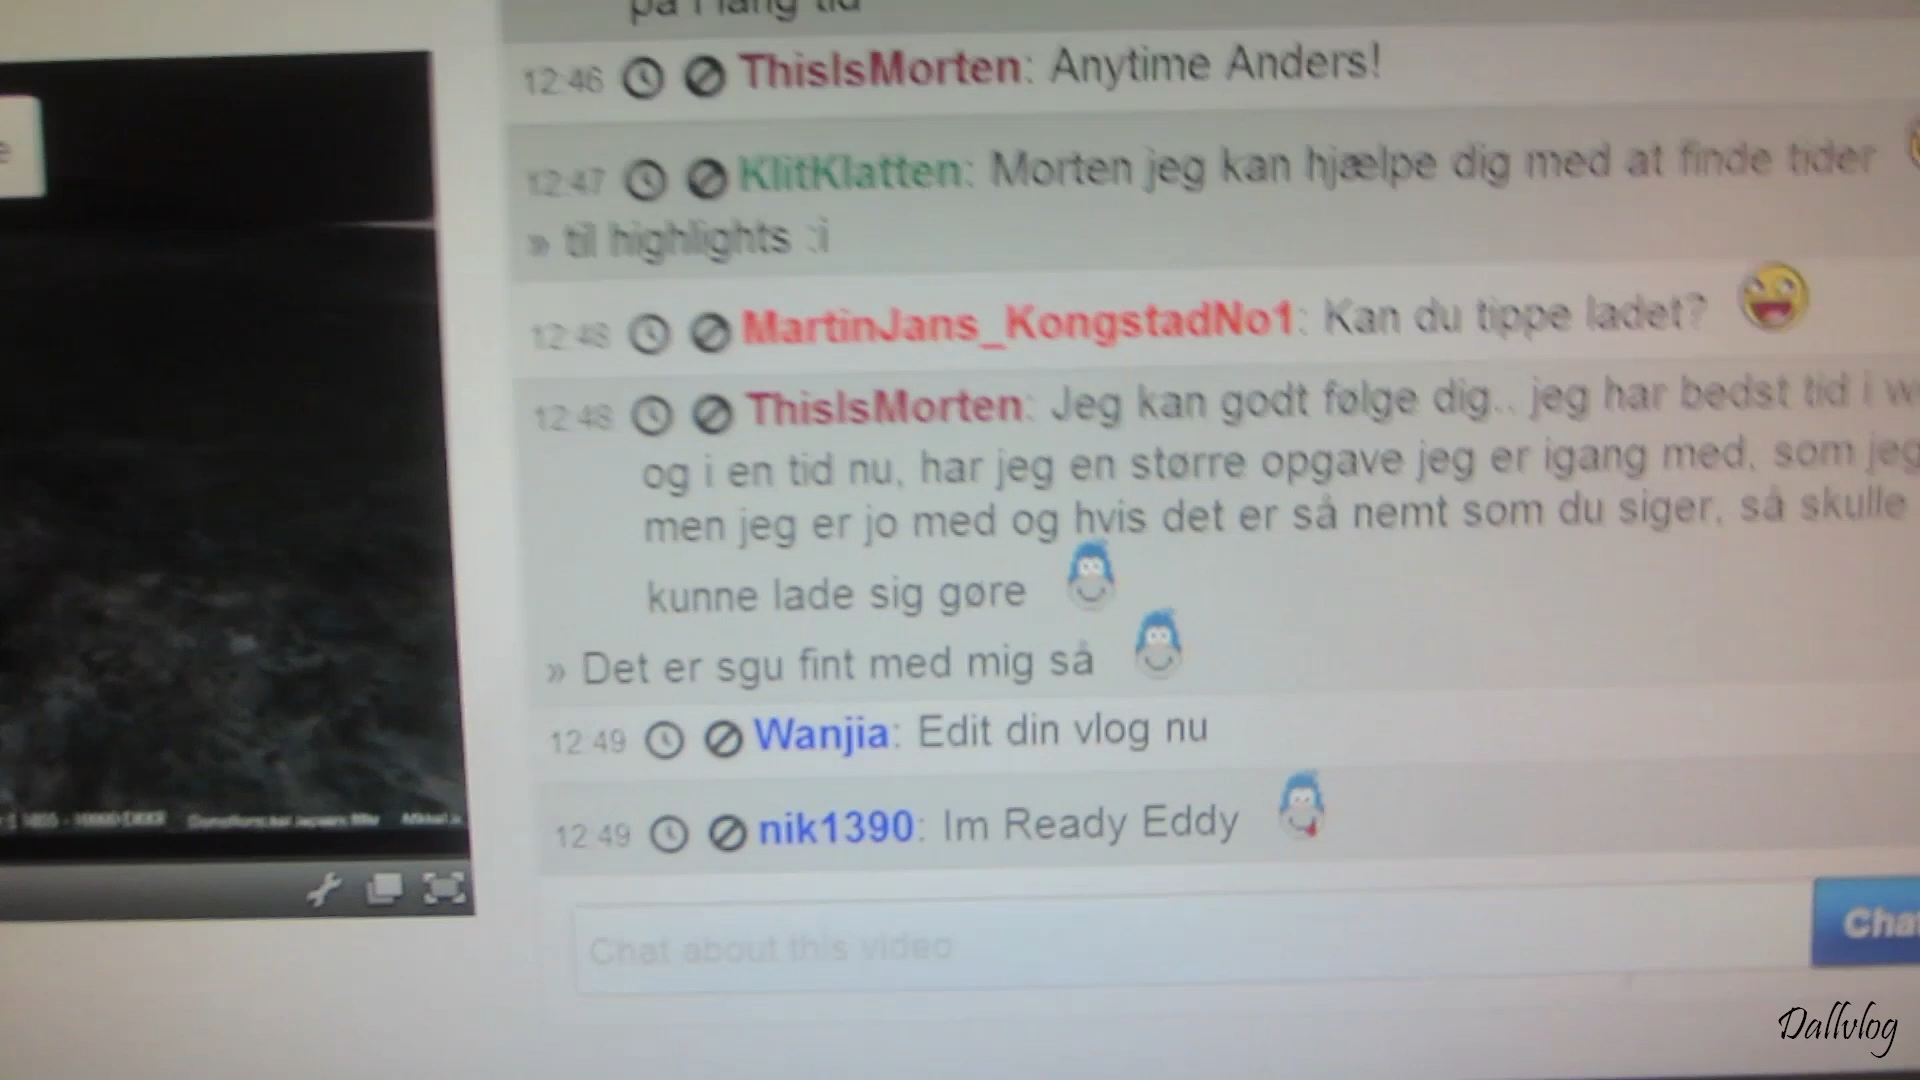 på i lang tid
12:46 ThisIsMorten: Anytime Anders!
12:47 KlitKlatten: Morten jeg kan hjælpe dig med at finde tider
» til highlights :i
12:48 MartinJans_KongstadNo1: Kan du tippe ladet?
12:48 ThisIsMorten: Jeg kan godt følge dig.. jeg har bedst tid i
og i en tid nu, har jeg en større opgave jeg er igang med, som jeg
men jeg er jo med og hvis det er så nemt som du siger, så skulle
kunne lade sig gøre
» Det er sgu fint med mig så
12:49 Wanjia: Edit din vlog nu
12:49 nik1390: Im Ready Eddy
Chat about this video
Dallvlog